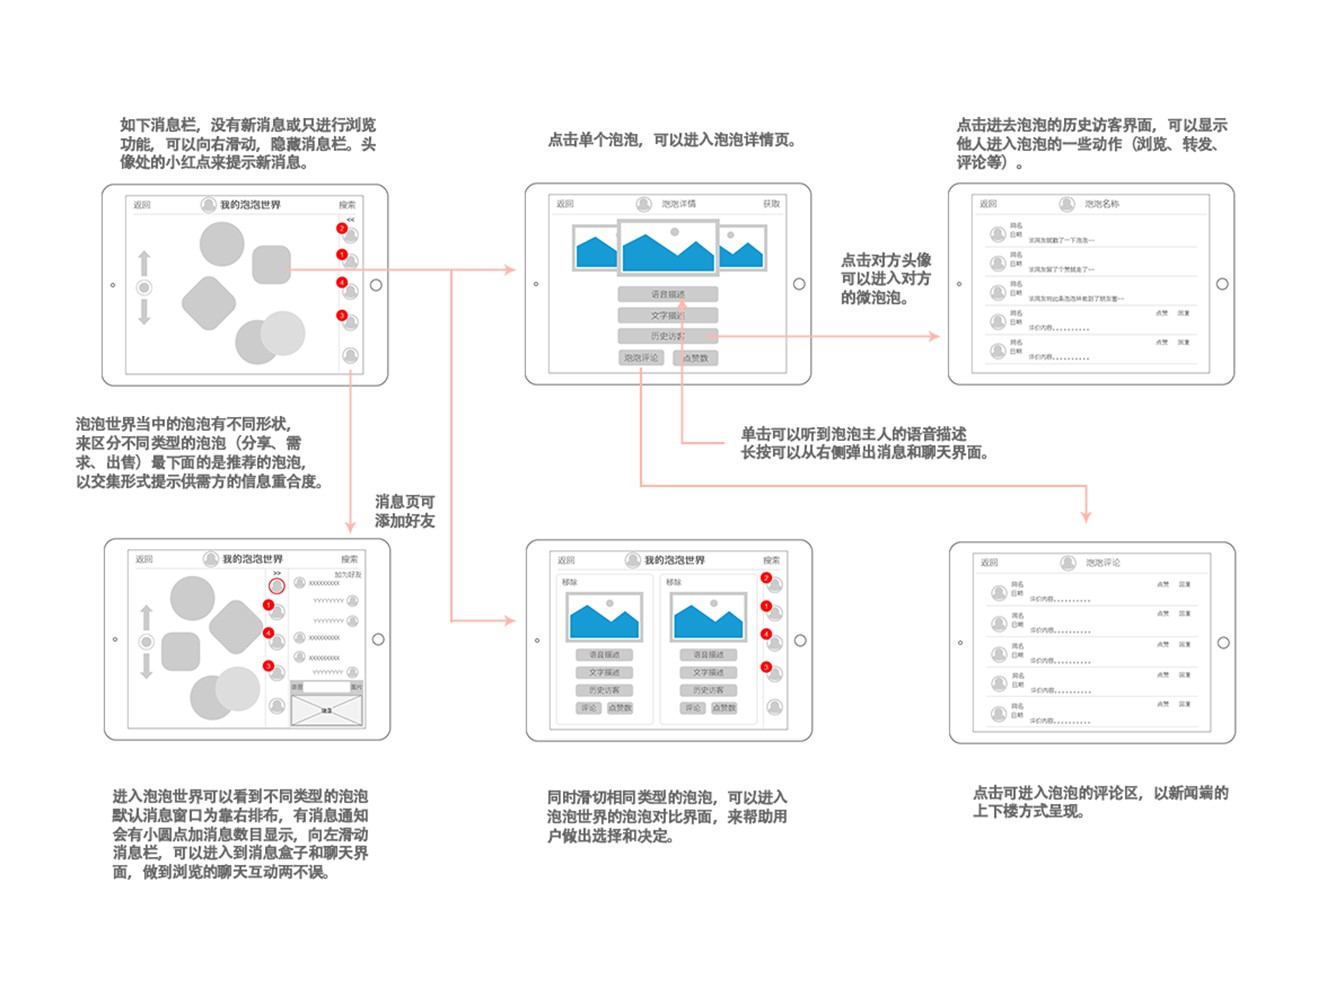 如下消息栏，没有新消息或只进行浏览
功能，可以向右滑动，隐藏消息栏。头
像处的小红点来提示新消息。
点击单个泡泡，可以进入泡泡详情页。
点击进去泡泡的历史访客界面，可以显示
他人进入泡泡的一些动作（浏览、转发、
评论等）。
返回
我的泡泡世界
搜索
<<
2
1
4
3
返回
泡泡详情
获取
语音描述
文字描述
历史访客
泡泡评论
点赞数
点击对方头像
可以进入对方
的微泡泡。
返回
泡泡名称
网名
日期
该网友就戳了一下泡泡~~
网名
日期
该网友留了个赞就走了~~
网名
日期
网名
日期
点赞
回复
评价内容..........
网名
日期
点赞
回复
评价内容..........
泡泡世界当中的泡泡有不同形状，
来区分不同类型的泡泡（分享、需
求、出售）最下面的是推荐的泡泡，
以交集形式提示供需方的信息重合度。
单击可以听到泡泡主人的语音描述
长按可以从右侧弹出消息和聊天界面。
消息页可
添加好友
返回
我的泡泡世界
搜索
>>
加为好友
XXXXXXXXX
YYYYYYYY
1
YYYYYYYY
4
XXXXXXXXX
XXXXXXXXX
3
YYYYYYYY
语音
图片
键盘
返回
我的泡泡世界
搜索
移除
移除
2
1
4
3
语音描述
文字描述
历史访客
评论
点赞数
语音描述
文字描述
历史访客
评论
点赞数
返回
泡泡评论
网名
日期
点赞
回复
评价内容..........
网名
日期
点赞
回复
评价内容..........
网名
日期
点赞
回复
评价内容..........
网名
日期
点赞
回复
评价内容..........
网名
日期
点赞
回复
评价内容..........
进入泡泡世界可以看到不同类型的泡泡
默认消息窗口为靠右排布，有消息通知
会有小圆点加消息数目显示，向左滑动
消息栏，可以进入到消息盒子和聊天界
面，做到浏览的聊天互动两不误。
同时滑切相同类型的泡泡，可以进入
泡泡世界的泡泡对比界面，来帮助用
户做出选择和决定。
点击可进入泡泡的评论区，以新闻端的
上下楼方式呈现。